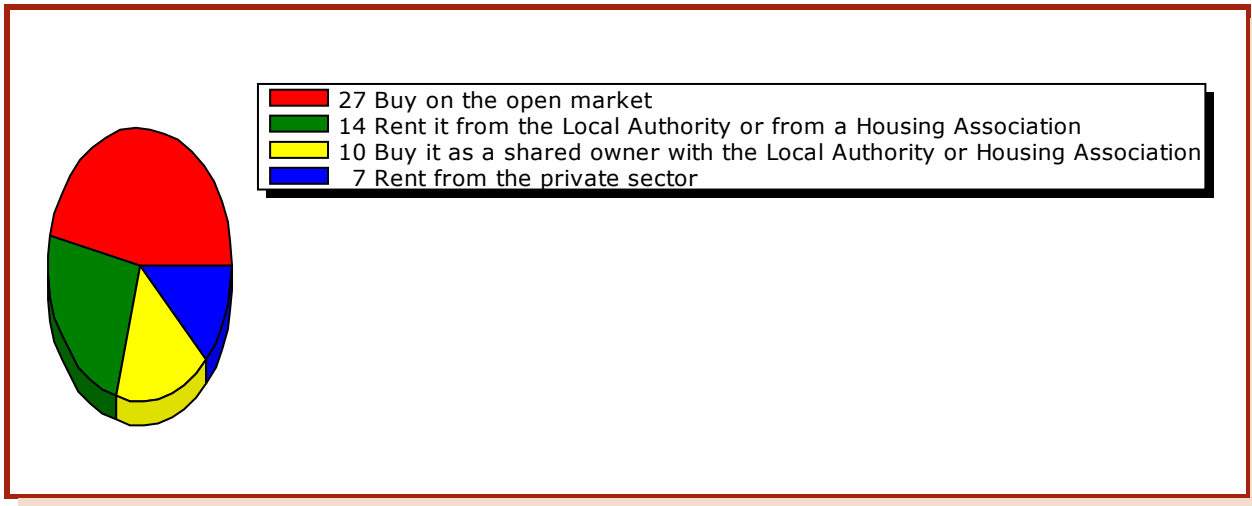 27 Buy on the open market
14 Rent it from the Local Authority or from a Housing Association
10 Buy it as a shared owner with the Local Authority or Housing Association
7 Rent from the private sector